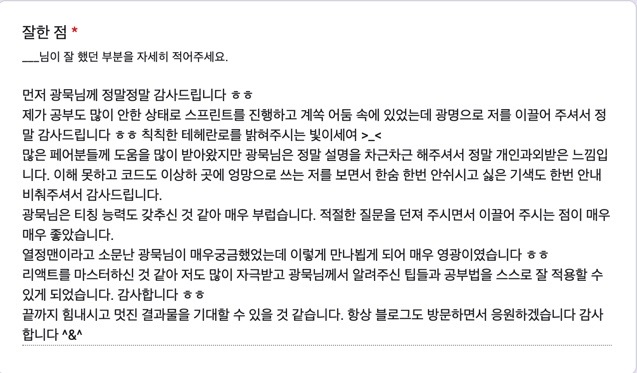 잘한 점 *
___님이 잘 했던 부분을 자세히 적어주세요.
먼저 광묵님께 정말정말 감사드립니다 ㅎㅎ
제가 공부도 많이 안한 상태로 스프린트를 진행하고 계쏙 어둠 속에 있었는데 광명으로 저를 이끌어 주셔서 정
말 감사드립니다 ㅎㅎ 칙칙한 테헤란로를 밝혀주시는 빛이세여 >_<
많은 페어분들께 도움을 많이 받아왔지만 광묵님은 정말 설명을 차근차근 해주셔서 정말 개인과외받은 느낌입
니다. 이해 못하고 코드도 이상하 곳에 엉망으로 쓰는 저를 보면서 한숨 한번 안쉬시고 싫은 기색도 한번 안내
비춰주셔서 감사드립니다.
광묵님은 티칭 능력도 갖추신 것 같아 매우 부럽습니다. 적절한 질문을 던져 주시면서 이끌어 주시는 점이 매우
매우 좋았습니다.
열정맨이라고 소문난 광묵님이 매우궁금했었는데 이렇게 만나뵙게 되어 매우 영광이였습니다 ㅎㅎ
리액트를 마스터하신 것 같아 저도 많이 자극받고 광묵님께서 알려주신 팁들과 공부법을 스스로 잘 적용할 수
있게 되었습니다. 감사합니다 ㅎㅎ
끝까지 힘내시고 멋진 결과물을 기대할 수 있을 것 같습니다. 항상 블로그도 방문하면서 응원하겠습니다 감사
합니다 ^&^